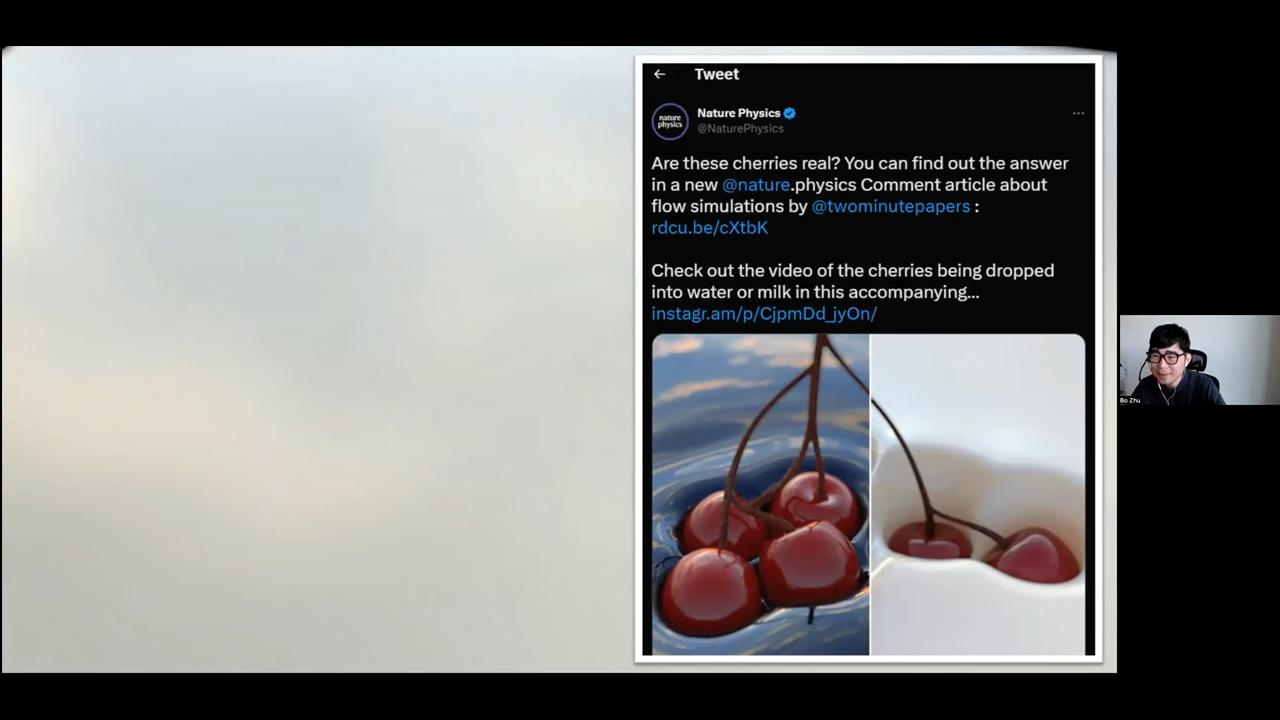 Tweet
nature
physics
Nature Physics
@NaturePhysics
Are these cherries real? You can find out the answer
in a new @nature.physics Comment article about
flow simulations by @twominutepapers :
rdcu.be/cXtbK
Check out the video of the cherries being dropped
into water or milk in this accompanying...
instagr.am/p/CjpmDd_jyOn/
Bo Zhu